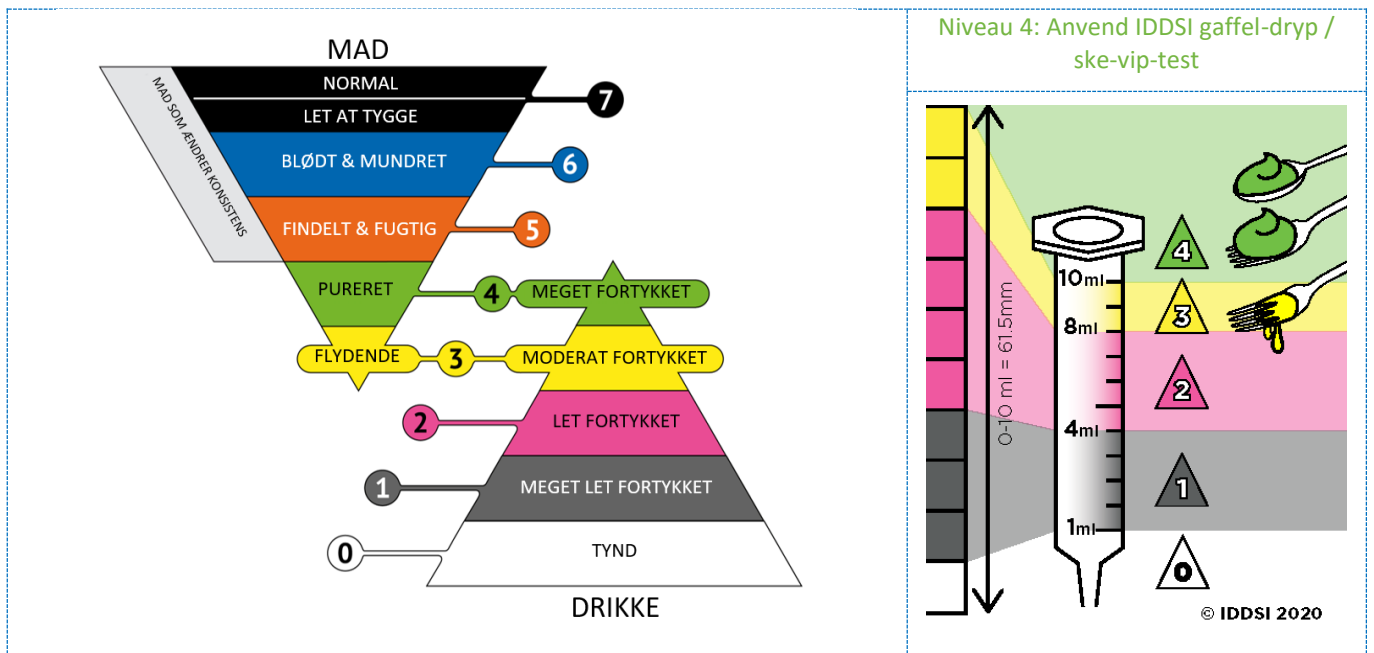 MAD
NORMAL
LET AT TYGGE
7
MAD SOM ÆNDRER KONSISTENS
BLØDT & MUNDRET
6
FINDELT & FUGTIG
5
PURERET
4
MEGET FORTYKKET
FLYDENDE
3
MODERAT FORTYKKET
2
LET FORTYKKET
1
MEGET LET FORTYKKET
0
TYND
DRIKKE
Niveau 4: Anvend IDDSI gaffel-dryp /
ske-vip-test
0-10 ml = 61.5mm
10ml
8ml
4ml
1ml
4
3
2
1
0
© IDDSI 2020